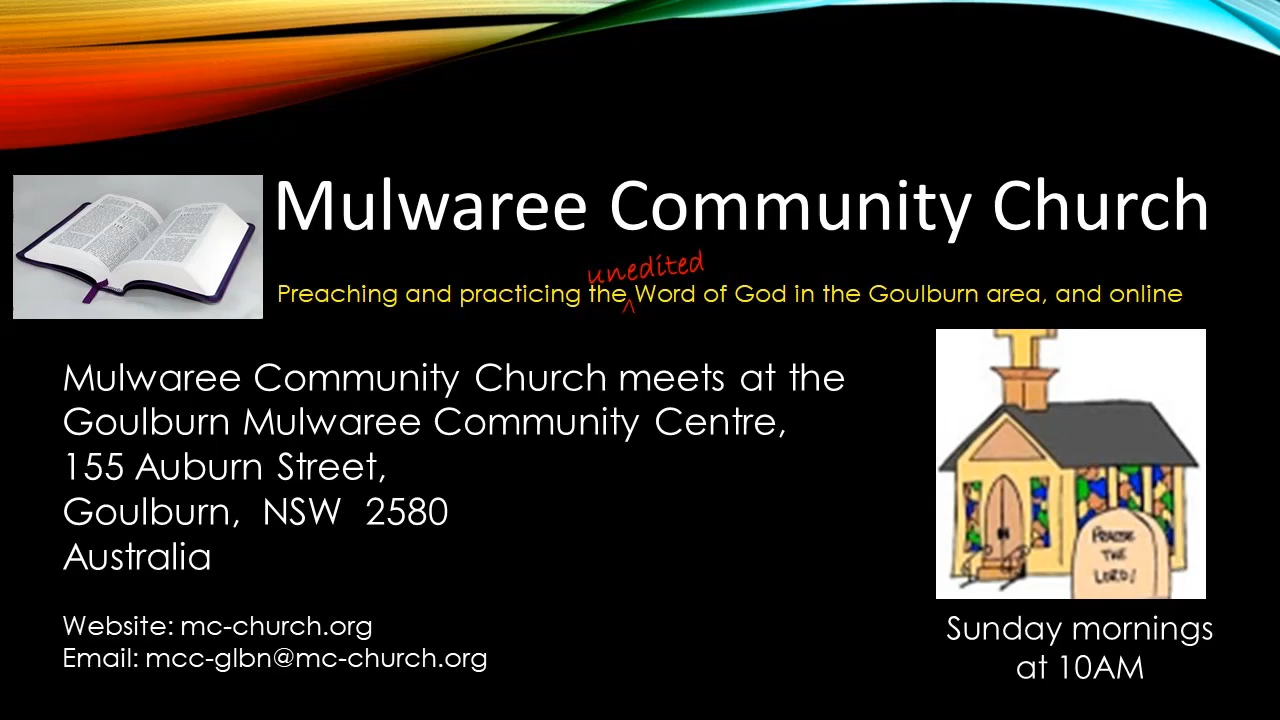 Mulwaree Community Church
unedited
Preaching and practicing the ^ Word of God in the Goulburn area, and online
Mulwaree Community Church meets at the
Goulburn Mulwaree Community Centre,
155 Auburn Street,
Goulburn, NSW 2580
Australia
Website: mc-church.org
Email: mcc-glbn@mc-church.org
PRAISE
THE
LORD!
Sunday mornings
at 10AM